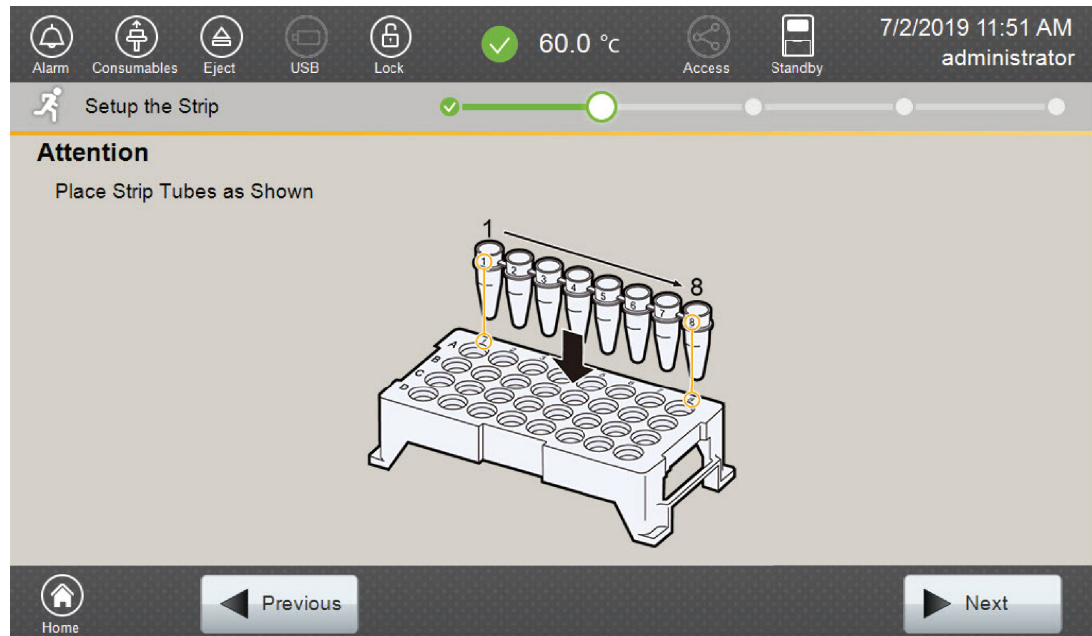 7/2/2019 11:51 AM
60.0 °c
administrator
Alarm
Consumables
Eject
USB
Lock
Access
Standby
Setup the Strip
Attention
Place Strip Tubes as Shown
1
8
1 2 3 4 5 6 7 8
A
B
C
D
Previous
Next
Home